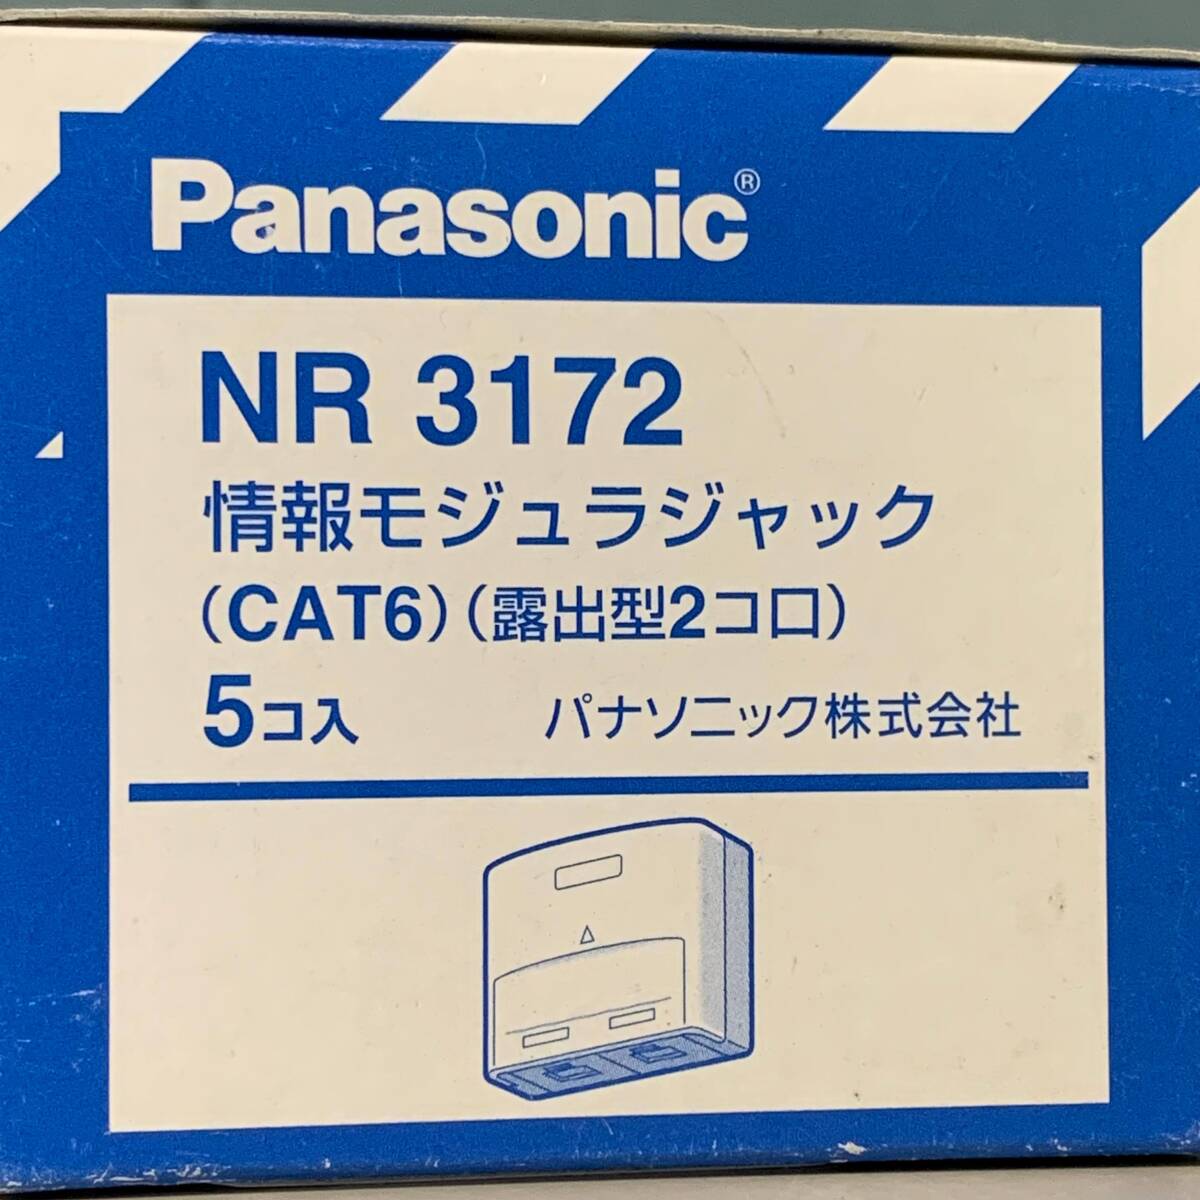 Panasonic®
NR 3172
情報モジュラジャック
(CAT6)(露出型2コ口)
5コ入 パナソニック株式会社